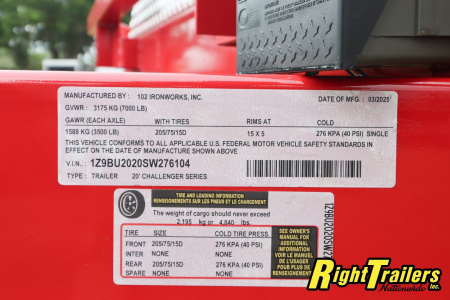 MANUFACTURED BY: 102 IRONWORKS, INC. DATE OF MFG.: 03/2025
GVWR: 3175 KG (7000 LB)
GAWR (EACH AXLE) WITH TIRES RIMS AT COLD
1588 KG (3500 LB) 205/75/15D 15 X 5 276 KPA (40 PSI) SINGLE
THIS VEHICLE CONFORMS TO ALL APPLICABLE U.S. FEDERAL MOTOR VEHICLE SAFETY STANDARDS IN
EFFECT ON THE DATE OF MANUFACTURE SHOWN ABOVE
V.I.N.: 1Z9BU2020SW276104
TYPE: TRAILER 20' CHALLENGER SERIES
TIRE AND LOADING INFORMATION
RENSEIGNEMENTS SUR LES PNEUS ET LE CHARGEMENT
The weight of cargo should never exceed
2,195 kg or 4,840 lbs.
TIRE SIZE COLD TIRE PRESS.
FRONT 205/75/15D 276 KPA (40 PSI)
INTER NONE NONE
REAR 205/75/15D 276 KPA (40 PSI)
SPARE NONE NONE
SEE OWNER'S
MANUAL FOR
ADDITIONAL
INFORMATION
VOIR LE MANUEL
DE L'USAGER
POUR PLUS DE
RENSEIGNEMENTS
1Z9BU2020SW
RightTrailers
Nationwide Inc.